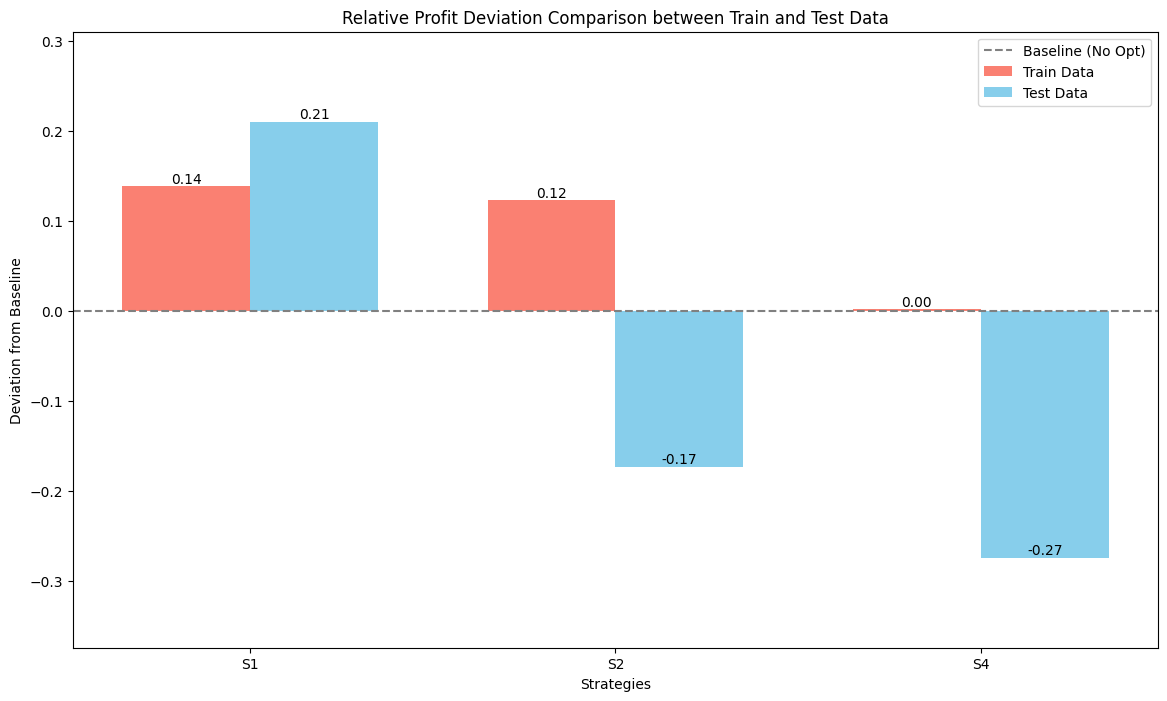 Relative Profit Deviation Comparison between Train and Test Data
Baseline (No Opt)
Train Data
Test Data
Deviation from Baseline
0.3
0.2
0.1
0.0
−0.1
−0.2
−0.3
0.14
0.21
0.12
-0.17
0.00
-0.27
S1
S2
S4
Strategies